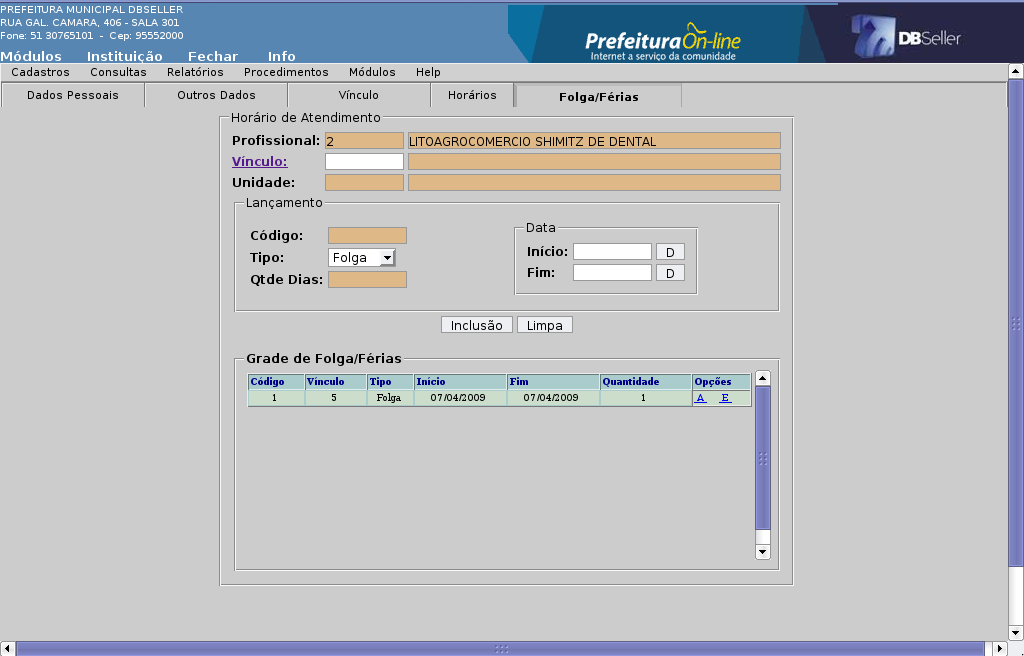 PREFEITURA MUNICIPAL DBSELLER
RUA GAL. CAMARA, 406 - SALA 301
Fone: 51 30765101 - Cep: 95552000
Módulos Instituição Fechar Info
PrefeituraOn-line
Internet a serviço da comunidade
DBSeller
Cadastros Consultas Relatórios Procedimentos Módulos Help
Dados Pessoais Outros Dados Vínculo Horários Folga/Férias
Horário de Atendimento
Profissional: 2 LITOAGROCOMERCIO SHIMITZ DE DENTAL
Vínculo:
Unidade:
Lançamento
Código:
Tipo: Folga
Qtde Dias:
Data
Início: D
Fim: D
Inclusão Limpa
Grade de Folga/Férias
Código Vínculo Tipo Início Fim Quantidade Opções
1 5 Folga 07/04/2009 07/04/2009 1 A E